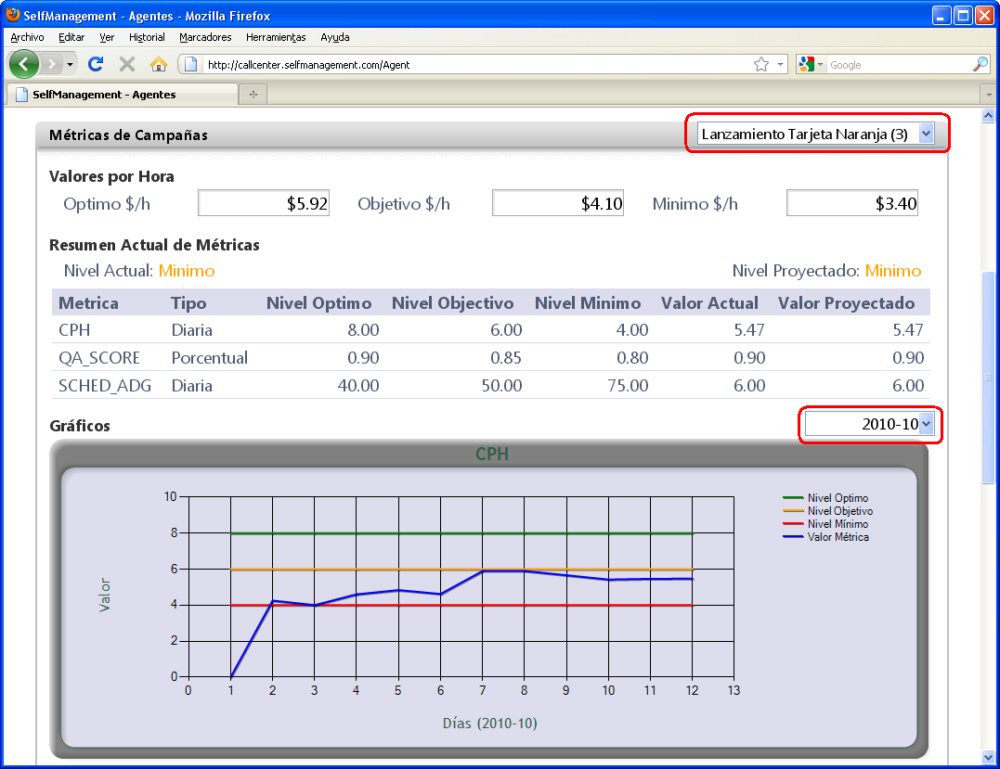 SelfManagement - Agentes - Mozilla Firefox
Archivo Editar Ver Historial Marcadores Herramientas Ayuda
http://callcenter.selfmanagement.com/Agent Google
SelfManagement - Agentes
Métricas de Campañas Lanzamiento Tarjeta Naranja (3)
Valores por Hora
Optimo $/h $5.92 Objetivo $/h $4.10 Minimo $/h $3.40
Resumen Actual de Métricas
Nivel Actual: Minimo Nivel Proyectado: Minimo
Metrica Tipo Nivel Optimo Nivel Objectivo Nivel Minimo Valor Actual Valor Proyectado
CPH Diaria 8.00 6.00 4.00 5.47 5.47
QA_SCORE Porcentual 0.90 0.85 0.80 0.90 0.90
SCHED_ADG Diaria 40.00 50.00 75.00 6.00 6.00
Gráficos 2010-10
CPH
Nivel Optimo
Nivel Objetivo
Nivel Mínimo
Valor Métrica
Valor
10
8
6
4
2
0
0 1 2 3 4 5 6 7 8 9 10 11 12 13
Días (2010-10)